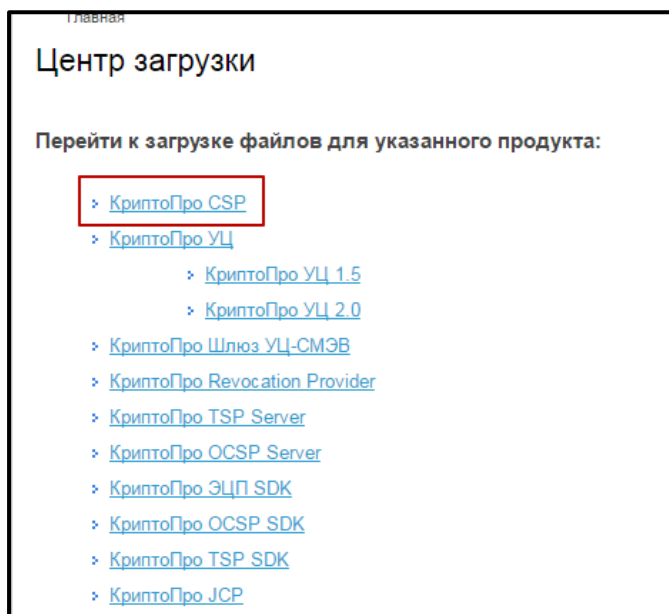 Главная
Центр загрузки
Перейти к загрузке файлов для указанного продукта:
КриптоПро CSP
КриптоПро УЦ
КриптоПро УЦ 1.5
КриптоПро УЦ 2.0
КриптоПро Шлюз УЦ-СМЭВ
КриптоПро Revocation Provider
КриптоПро TSP Server
КриптоПро OCSP Server
КриптоПро ЭЦП SDK
КриптоПро OCSP SDK
КриптоПро TSP SDK
КриптоПро JCP